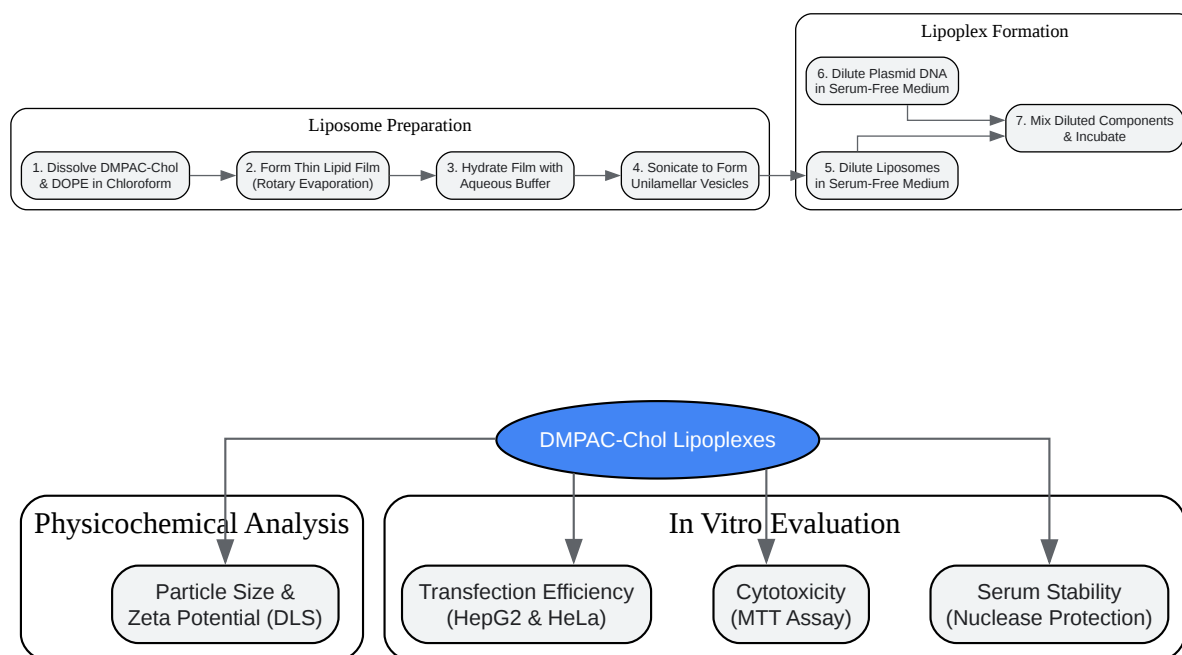 Lipoplex Formation
6. Dilute Plasmid DNA
in Serum-Free Medium
7. Mix Diluted Components
& Incubate
Liposome Preparation
1. Dissolve DMPAC-Chol
& DOPE in Chloroform
2. Form Thin Lipid Film
(Rotary Evaporation)
3. Hydrate Film with
Aqueous Buffer
4. Sonicate to Form
Unilamellar Vesicles
5. Dilute Liposomes
in Serum-Free Medium
DMPAC-Chol Lipoplexes
Physicochemical Analysis
In Vitro Evaluation
Particle Size &
Zeta Potential (DLS)
Transfection Efficiency
(HepG2 & HeLa)
Cytotoxicity
(MTT Assay)
Serum Stability
(Nuclease Protection)